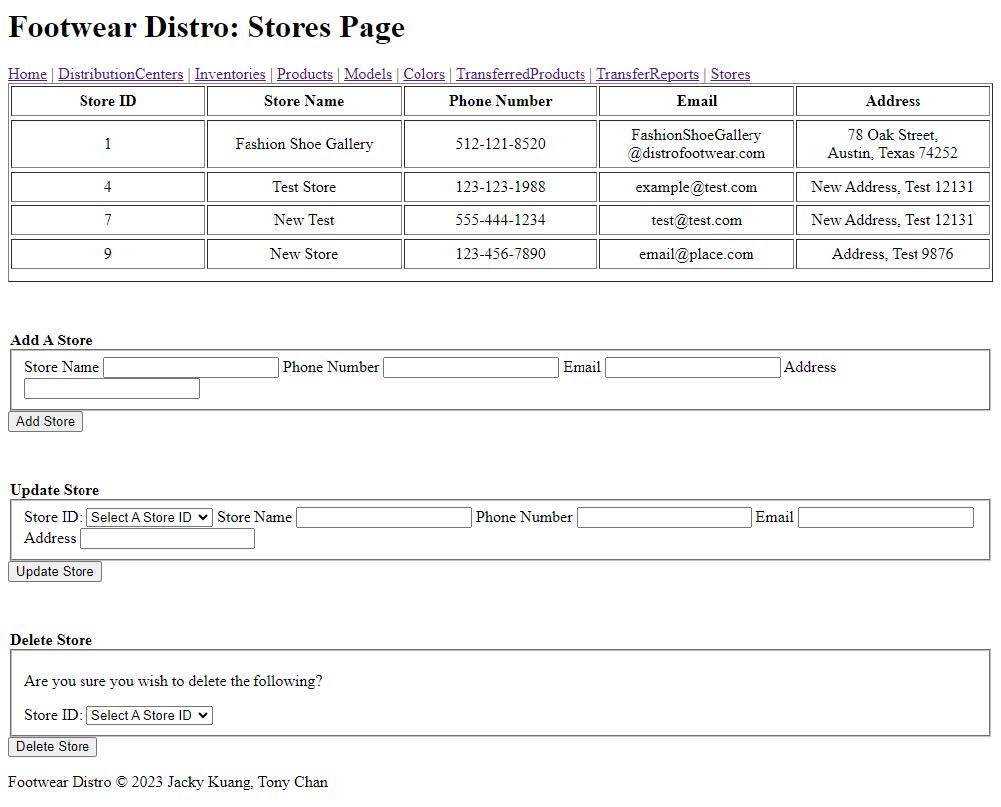 Footwear Distro: Stores Page
Home | DistributionCenters | Inventories | Products | Models | Colors | TransferredProducts | TransferReports | Stores
Store ID Store Name Phone Number Email Address
1 Fashion Shoe Gallery 512-121-8520 FashionShoeGallery @distrofootwear.com 78 Oak Street, Austin, Texas 74252
4 Test Store 123-123-1988 example@test.com New Address, Test 12131
7 New Test 555-444-1234 test@test.com New Address, Test 12131
9 New Store 123-456-7890 email@place.com Address, Test 9876
Add A Store
Store Name Phone Number Email Address
Add Store
Update Store
Store ID: Select A Store ID Store Name Phone Number Email
Address
Update Store
Delete Store
Are you sure you wish to delete the following?
Store ID: Select A Store ID
Delete Store
Footwear Distro © 2023 Jacky Kuang, Tony Chan